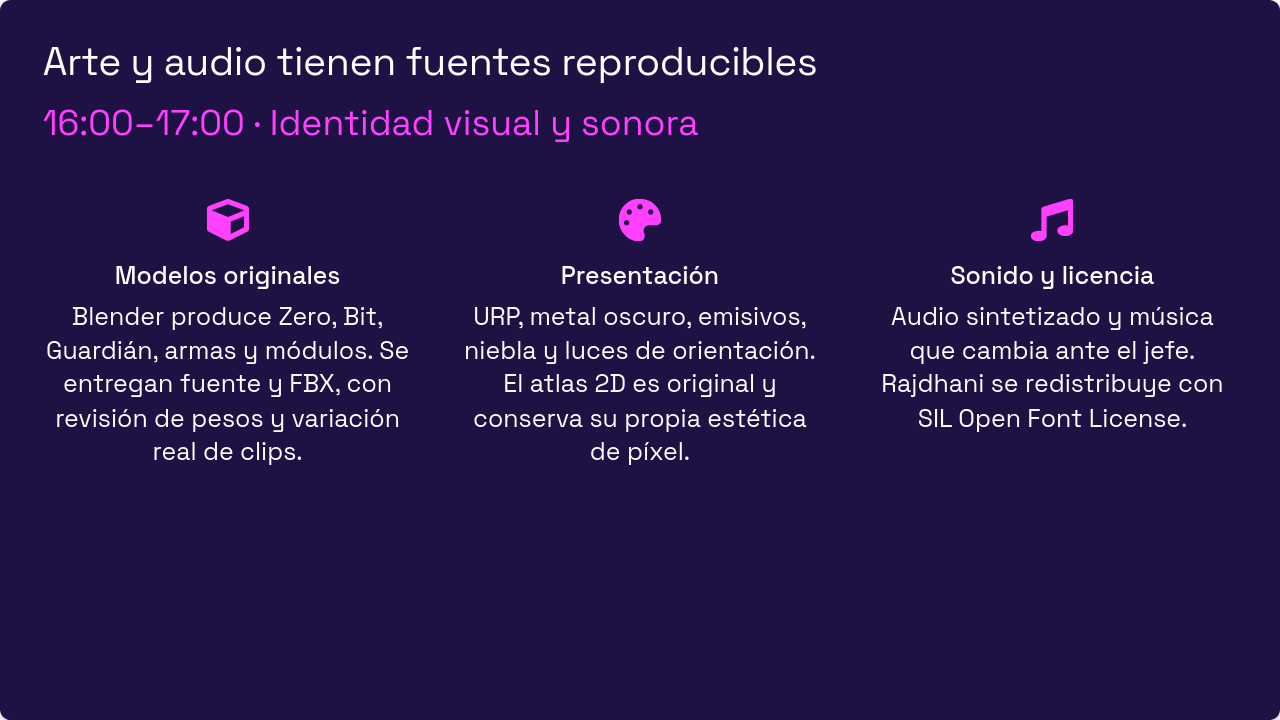 Arte y audio tienen fuentes reproducibles
16:00–17:00 · Identidad visual y sonora
Modelos originales
Blender produce Zero, Bit,
Guardián, armas y módulos. Se
entregan fuente y FBX, con
revisión de pesos y variación
real de clips.
Presentación
URP, metal oscuro, emisivos,
niebla y luces de orientación.
El atlas 2D es original y
conserva su propia estética
de píxel.
Sonido y licencia
Audio sintetizado y música
que cambia ante el jefe.
Rajdhani se redistribuye con
SIL Open Font License.